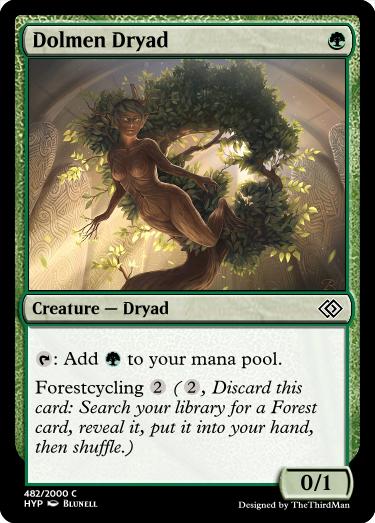 Dolmen Dryad
Creature — Dryad
: Add to your mana pool.
Forestcycling 2 ( 2, Discard this
card: Search your library for a Forest
card, reveal it, put it into your hand,
then shuffle.)
0/1
482/2000 C
HYP Blunell
Designed by TheThirdMan